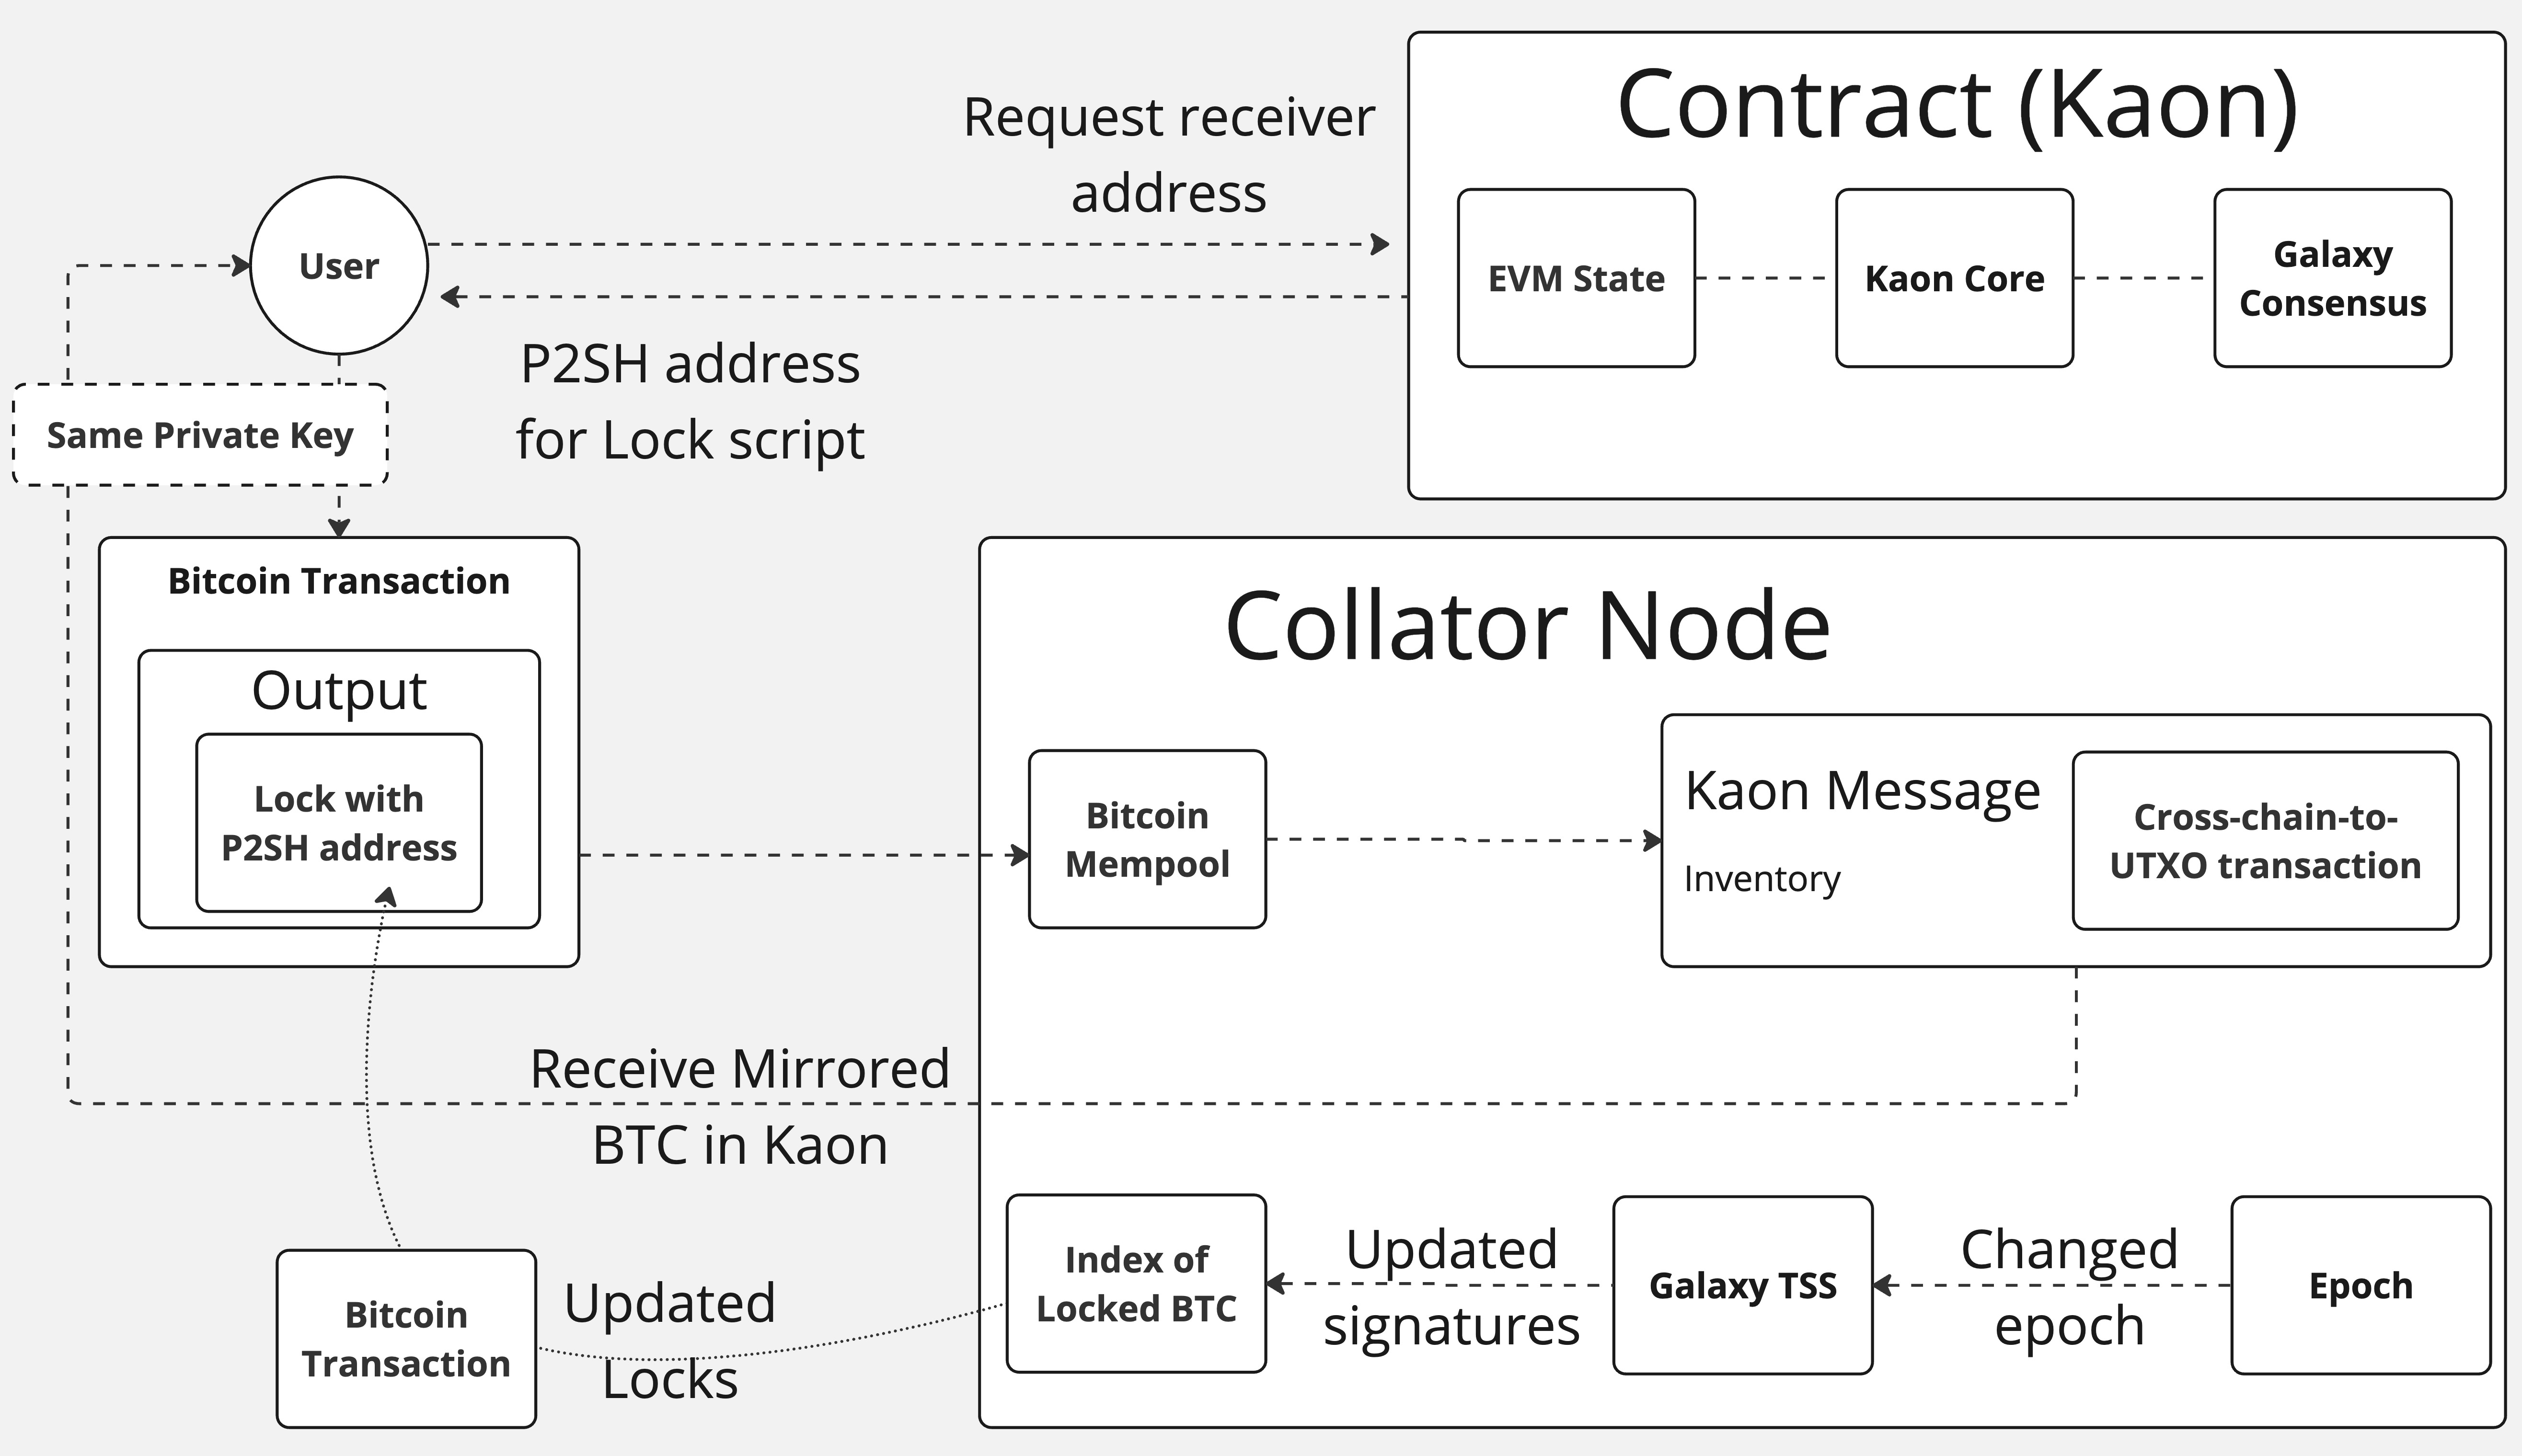 Contract (Kaon)
Request receiver
address
User
EVM State
Kaon Core
Galaxy
Consensus
P2SH address
for Lock script
Same Private Key
Bitcoin Transaction
Output
Lock with
P2SH address
Collator Node
Bitcoin
Mempool
Kaon Message
Inventory
Cross-chain-to-
UTXO transaction
Receive Mirrored
BTC in Kaon
Bitcoin
Transaction
Updated
Locks
Index of
Locked BTC
Updated
signatures
Galaxy TSS
Changed
epoch
Epoch